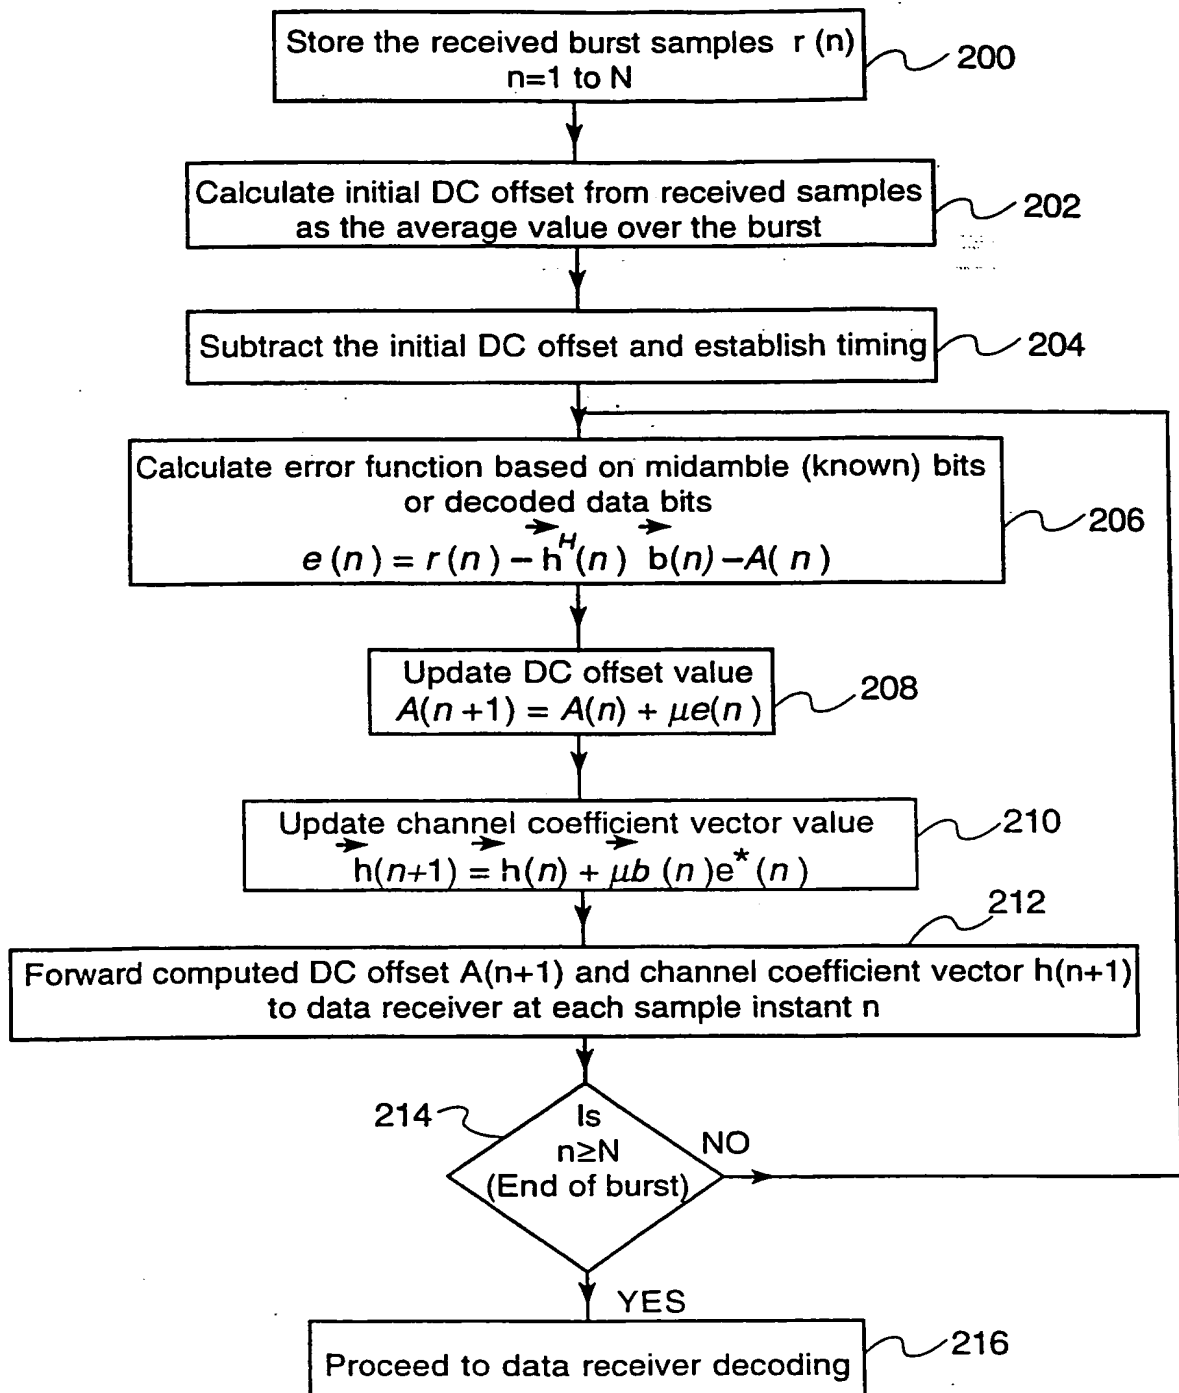 Store the received burst samples r (n)
n=1 to N
200
Calculate initial DC offset from received samples
as the average value over the burst
202
Subtract the initial DC offset and establish timing
204
Calculate error function based on midamble (known) bits
or decoded data bits
e (n) = r (n) – h⃗ᴴ(n) b⃗(n) –A( n )
206
Update DC offset value
A(n +1) = A(n) + μe(n )
208
Update channel coefficient vector value
h⃗(n+1) = h⃗(n) + μb⃗ (n )e* (n )
210
212
Forward computed DC offset A(n+1) and channel coefficient vector h(n+1)
to data receiver at each sample instant n
214
Is
n≥N
(End of burst)
NO
YES
Proceed to data receiver decoding
216